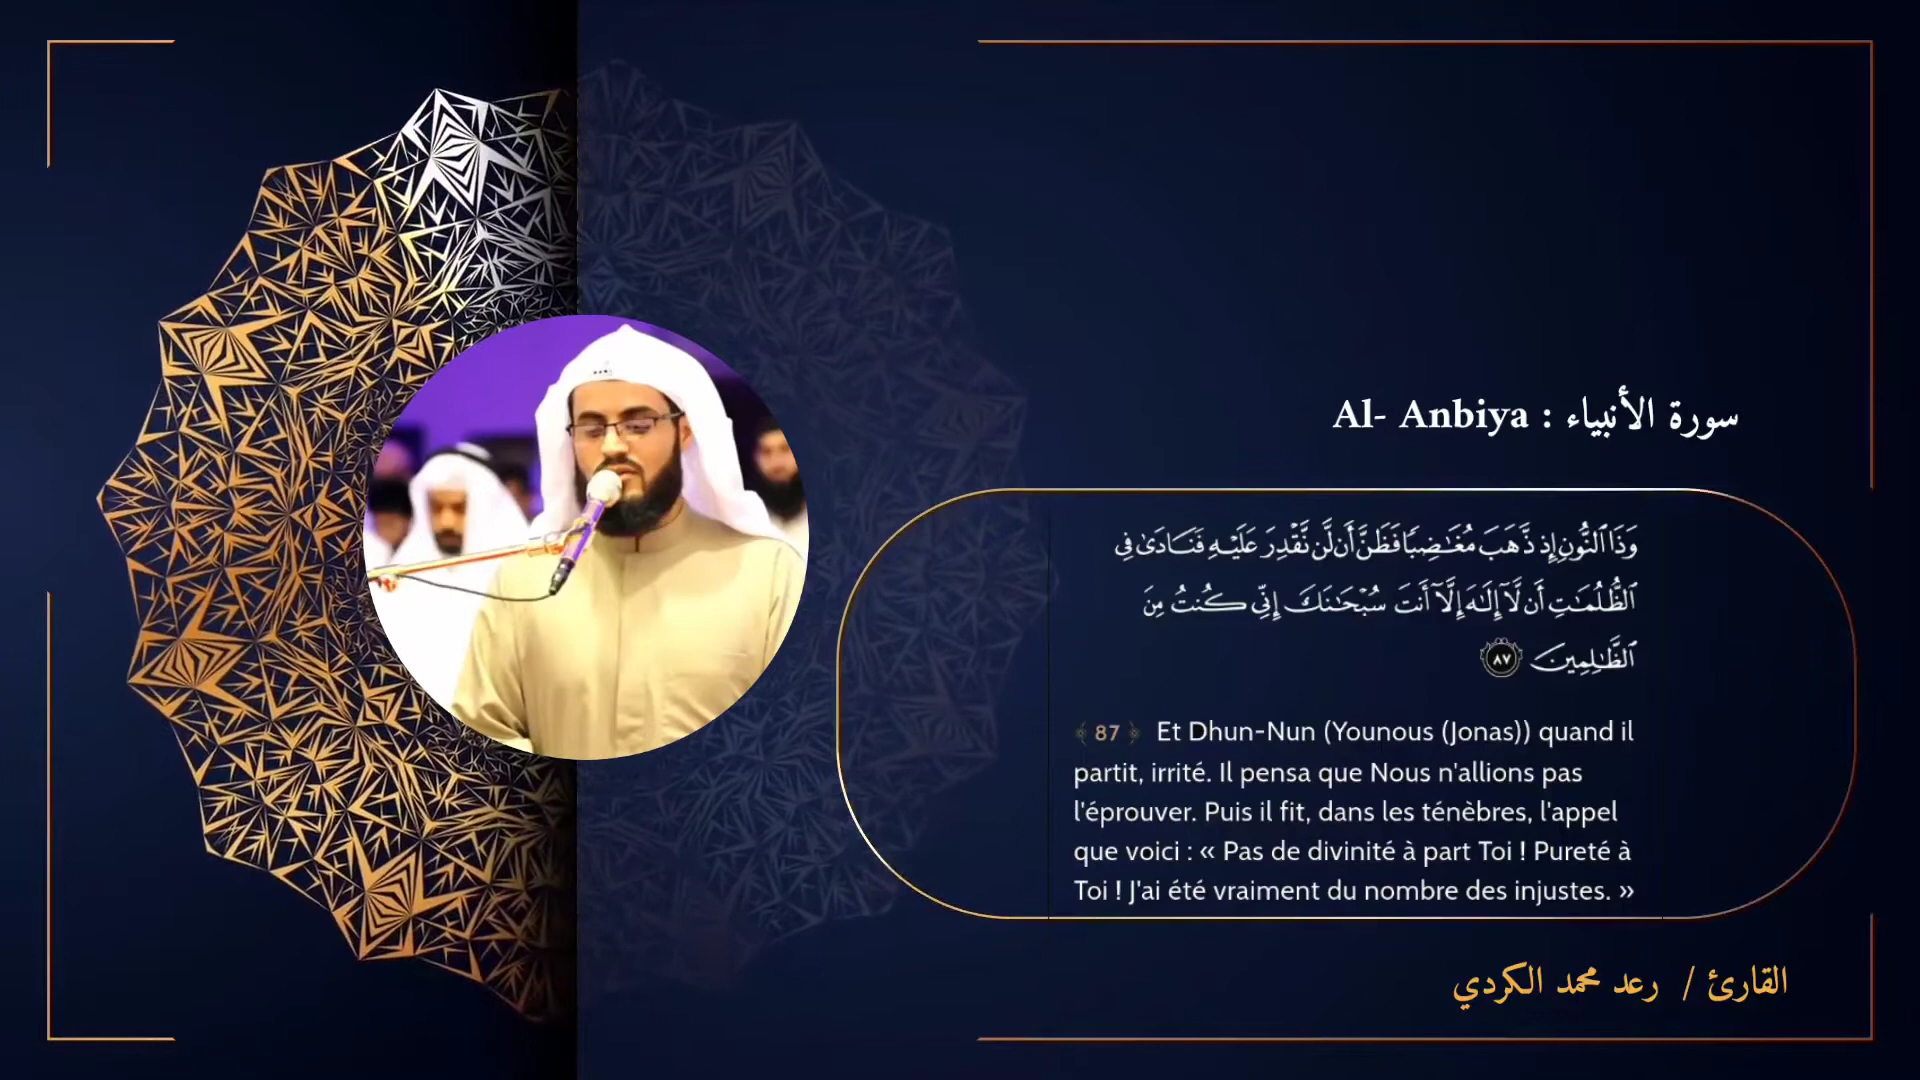 سورة الأنبياء : Al- Anbiya
وَذَا ٱلنُّونِ إِذ ذَّهَبَ مُغَٰضِبًا فَظَنَّ أَن لَّن نَّقْدِرَ عَلَيْهِ فَنَادَىٰ فِى
ٱلظُّلُمَٰتِ أَن لَّآ إِلَٰهَ إِلَّآ أَنتَ سُبْحَٰنَكَ إِنِّى كُنتُ مِنَ
ٱلظَّٰلِمِينَ ٨٧
﴾ 87 ﴿ Et Dhun-Nun (Younous (Jonas)) quand il
partit, irrité. Il pensa que Nous n'allions pas
l'éprouver. Puis il fit, dans les ténèbres, l'appel
que voici : « Pas de divinité à part Toi ! Pureté à
Toi ! J'ai été vraiment du nombre des injustes. »
القارئ / رعد محمد الكردي